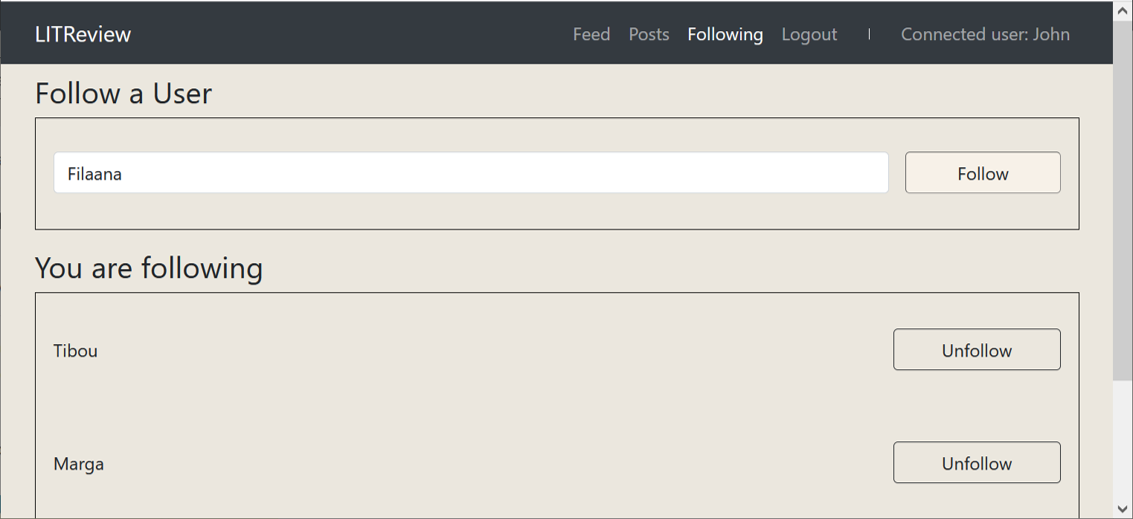 LITReview Feed Posts Following Logout | Connected user: John
Follow a User
Filaana Follow
You are following
Tibou Unfollow
Marga Unfollow